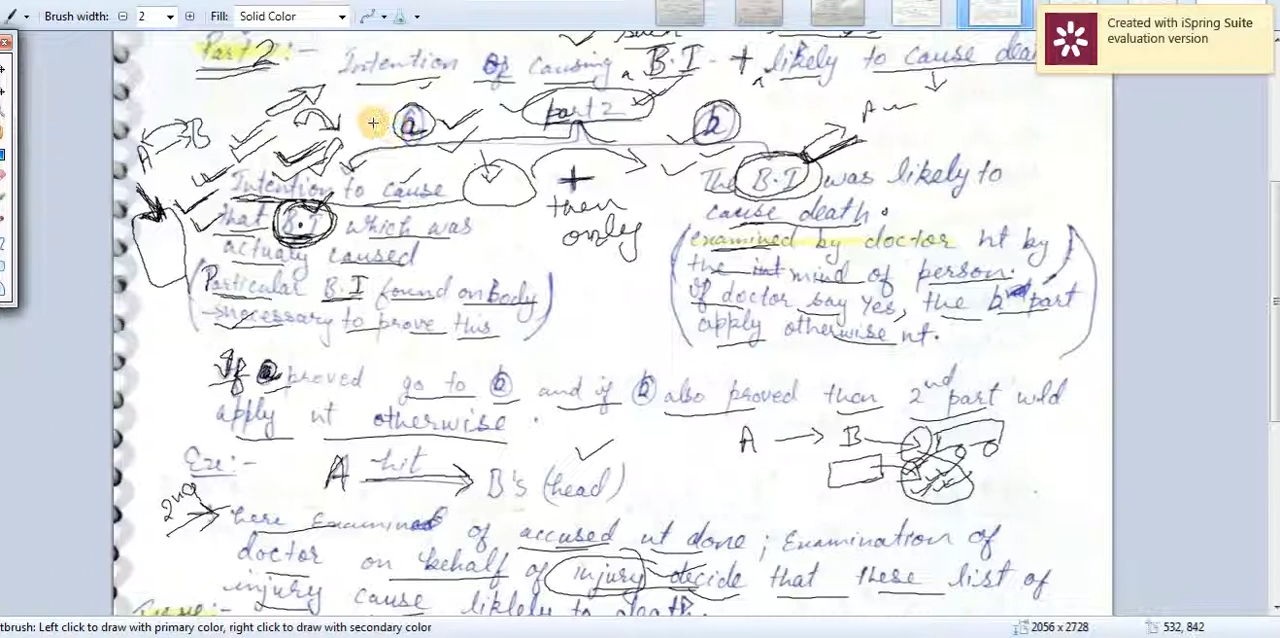 Brush width: 2 Fill: Solid Color
Created with iSpring Suite
evaluation version
Part 2:- Intention of causing B.I + likely to cause dea
part 2
a
b
A
A B
Intention to cause
that B.I which was
actually caused
(Particular B.I found on Body
necessary to prove this)
+
then
only
The B.I was likely to
cause death.
(examined by doctor nt by
the int mind of person.
If doctor say yes, the b part
apply otherwise nt.)
If a proved go to b and if b also proved then 2nd part wld
apply nt otherwise.
A → B
Exe:- A hit B's (head)
2nd
here Examined of accused nt done; Examination of
doctor on behalf of injury decide that these list of
injury cause liklely to death.
tbrush: Left click to draw with primary color, right click to draw with secondary color
2056 x 2728
532, 842